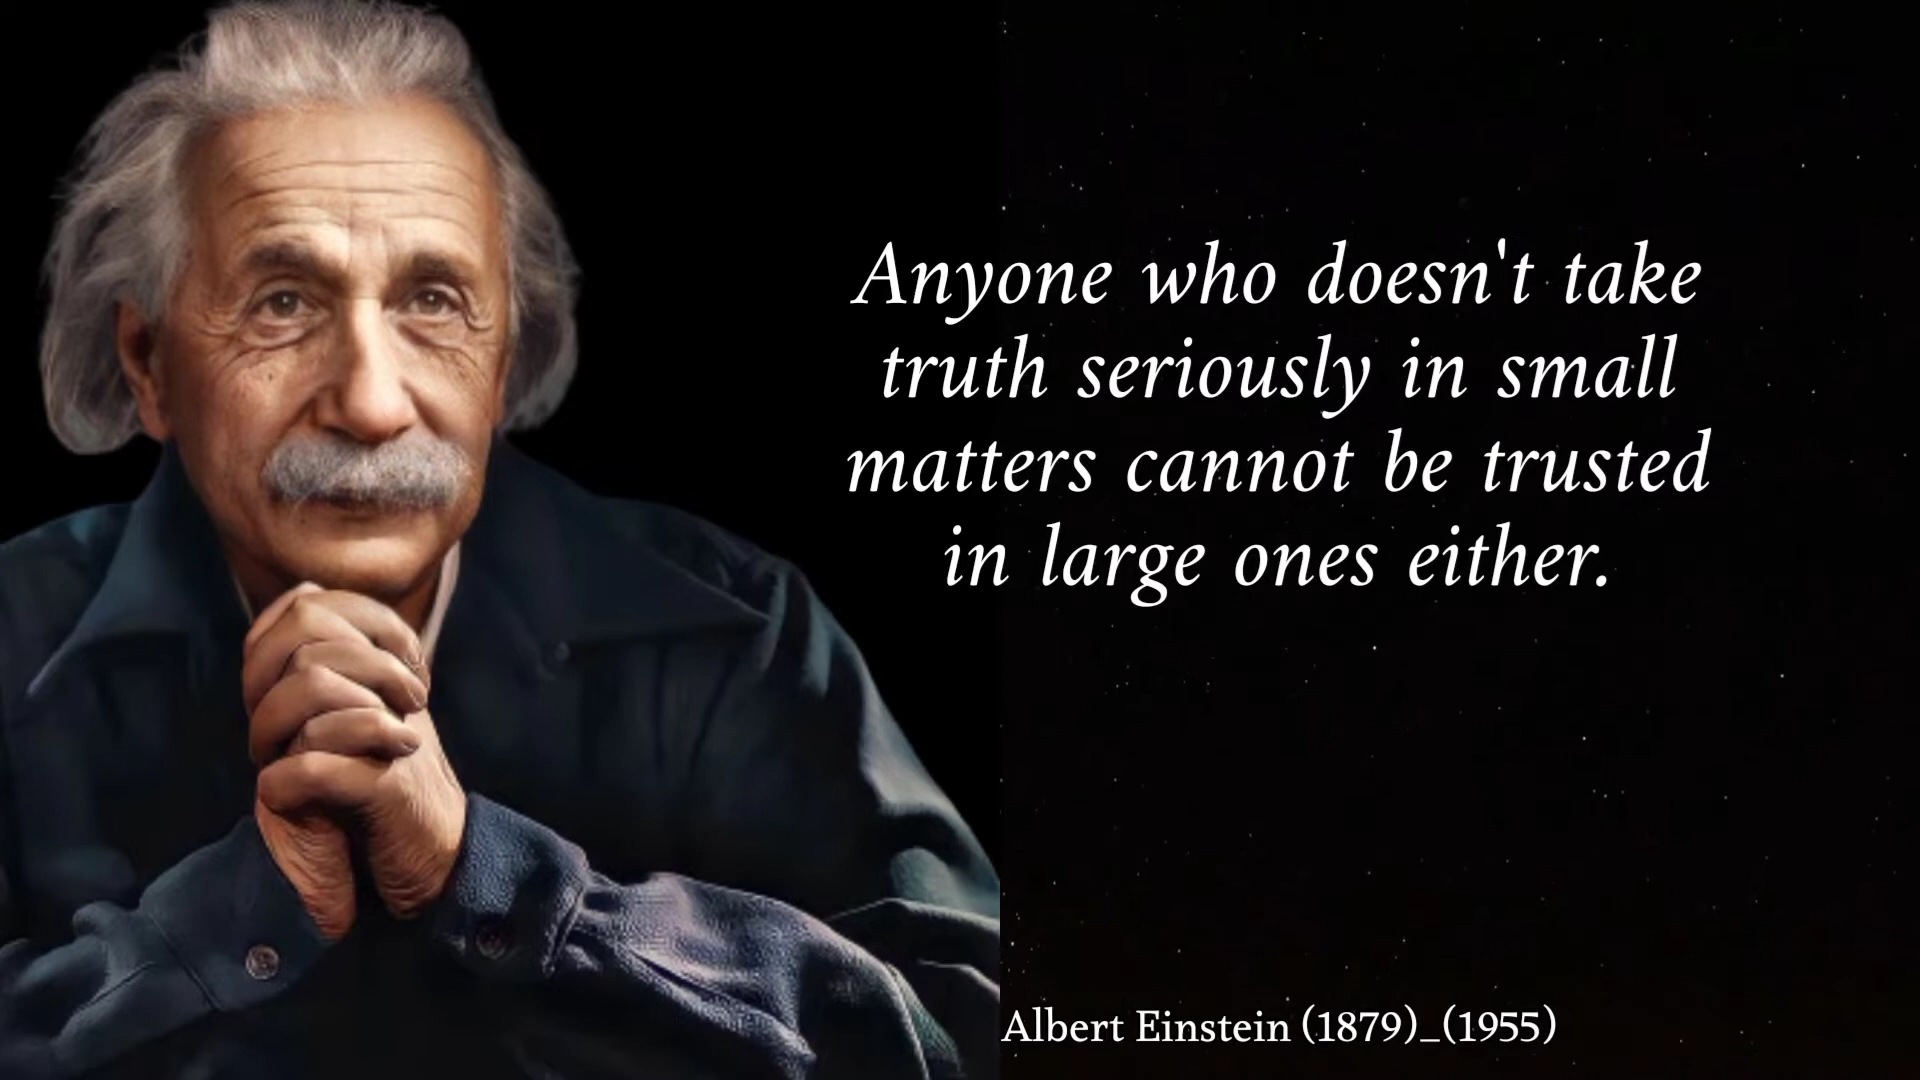 Anyone who doesn't take
truth seriously in small
matters cannot be trusted
in large ones either.
Albert Einstein (1879)_(1955)